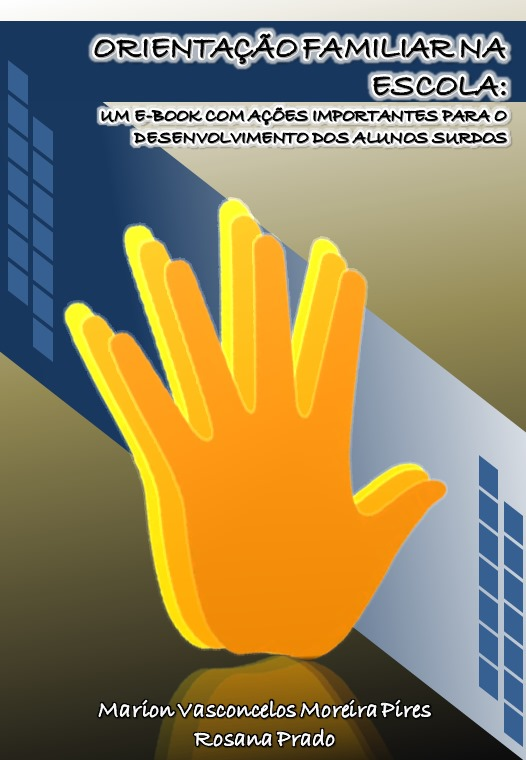 ORIENTAÇÃO FAMILIAR NA
ESCOLA:
UM E-BOOK COM AÇÕES IMPORTANTES PARA O
DESENVOLVIMENTO DOS ALUNOS SURDOS
Marion Vasconcelos Moreira Pires
Rosana Prado